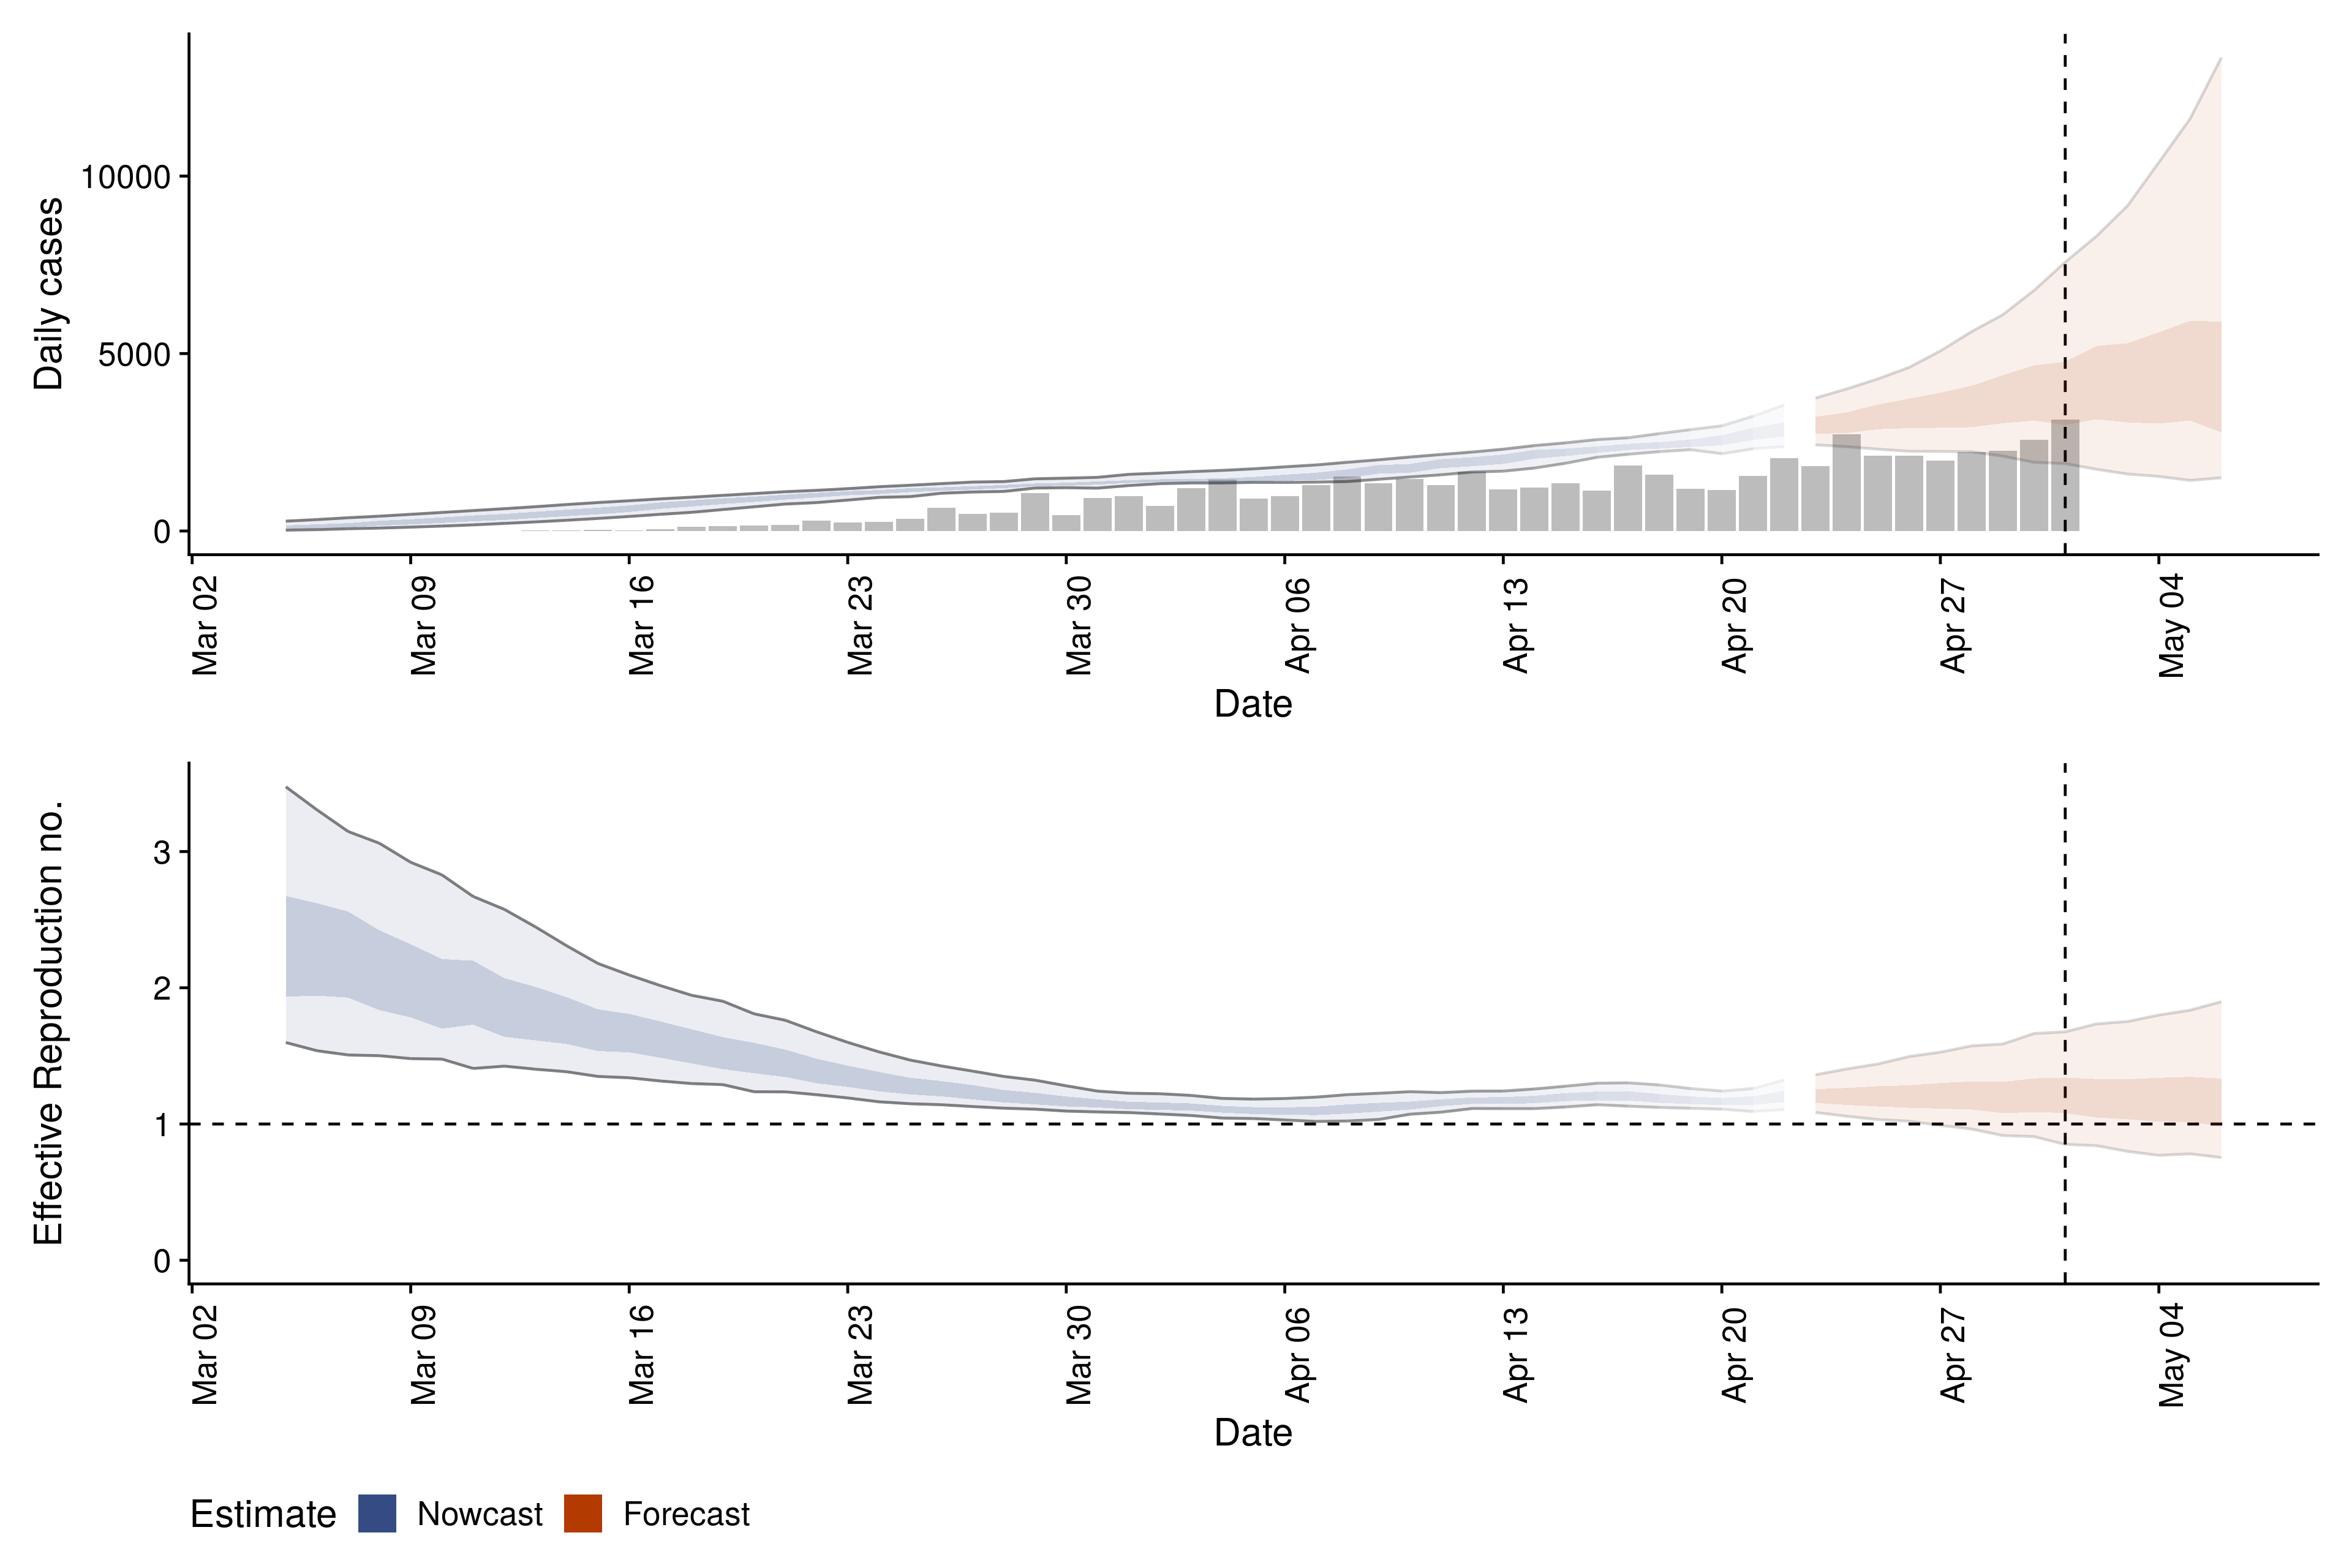 Daily cases
10000
5000
0
Mar 02
Mar 09
Mar 16
Mar 23
Mar 30
Apr 06
Apr 13
Apr 20
Apr 27
May 04
Date
Effective Reproduction no.
3
2
1
0
Mar 02
Mar 09
Mar 16
Mar 23
Mar 30
Apr 06
Apr 13
Apr 20
Apr 27
May 04
Date
Estimate Nowcast Forecast